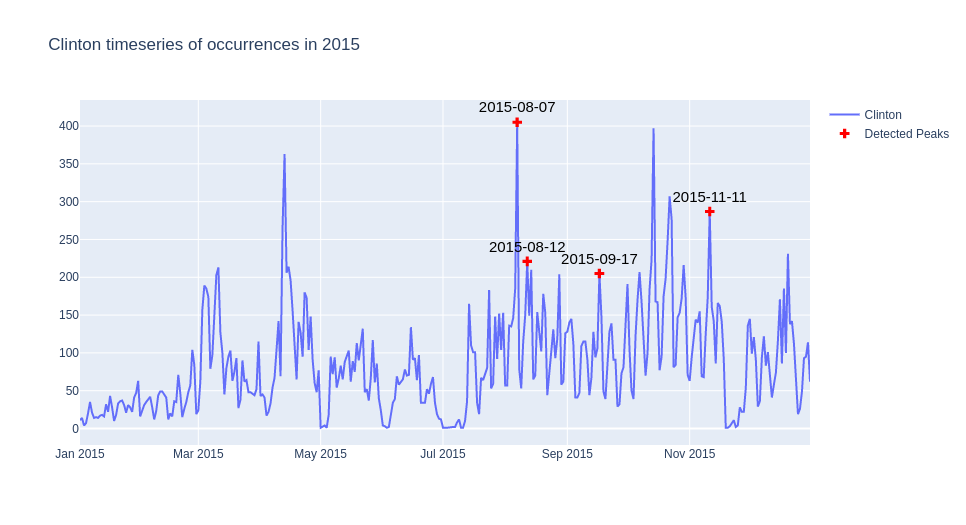 Clinton timeseries of occurrences in 2015
2015-08-07
Clinton
Detected Peaks
400
350
300
250
200
150
100
50
0
2015-11-11
2015-08-12
2015-09-17
Jan 2015
Mar 2015
May 2015
Jul 2015
Sep 2015
Nov 2015